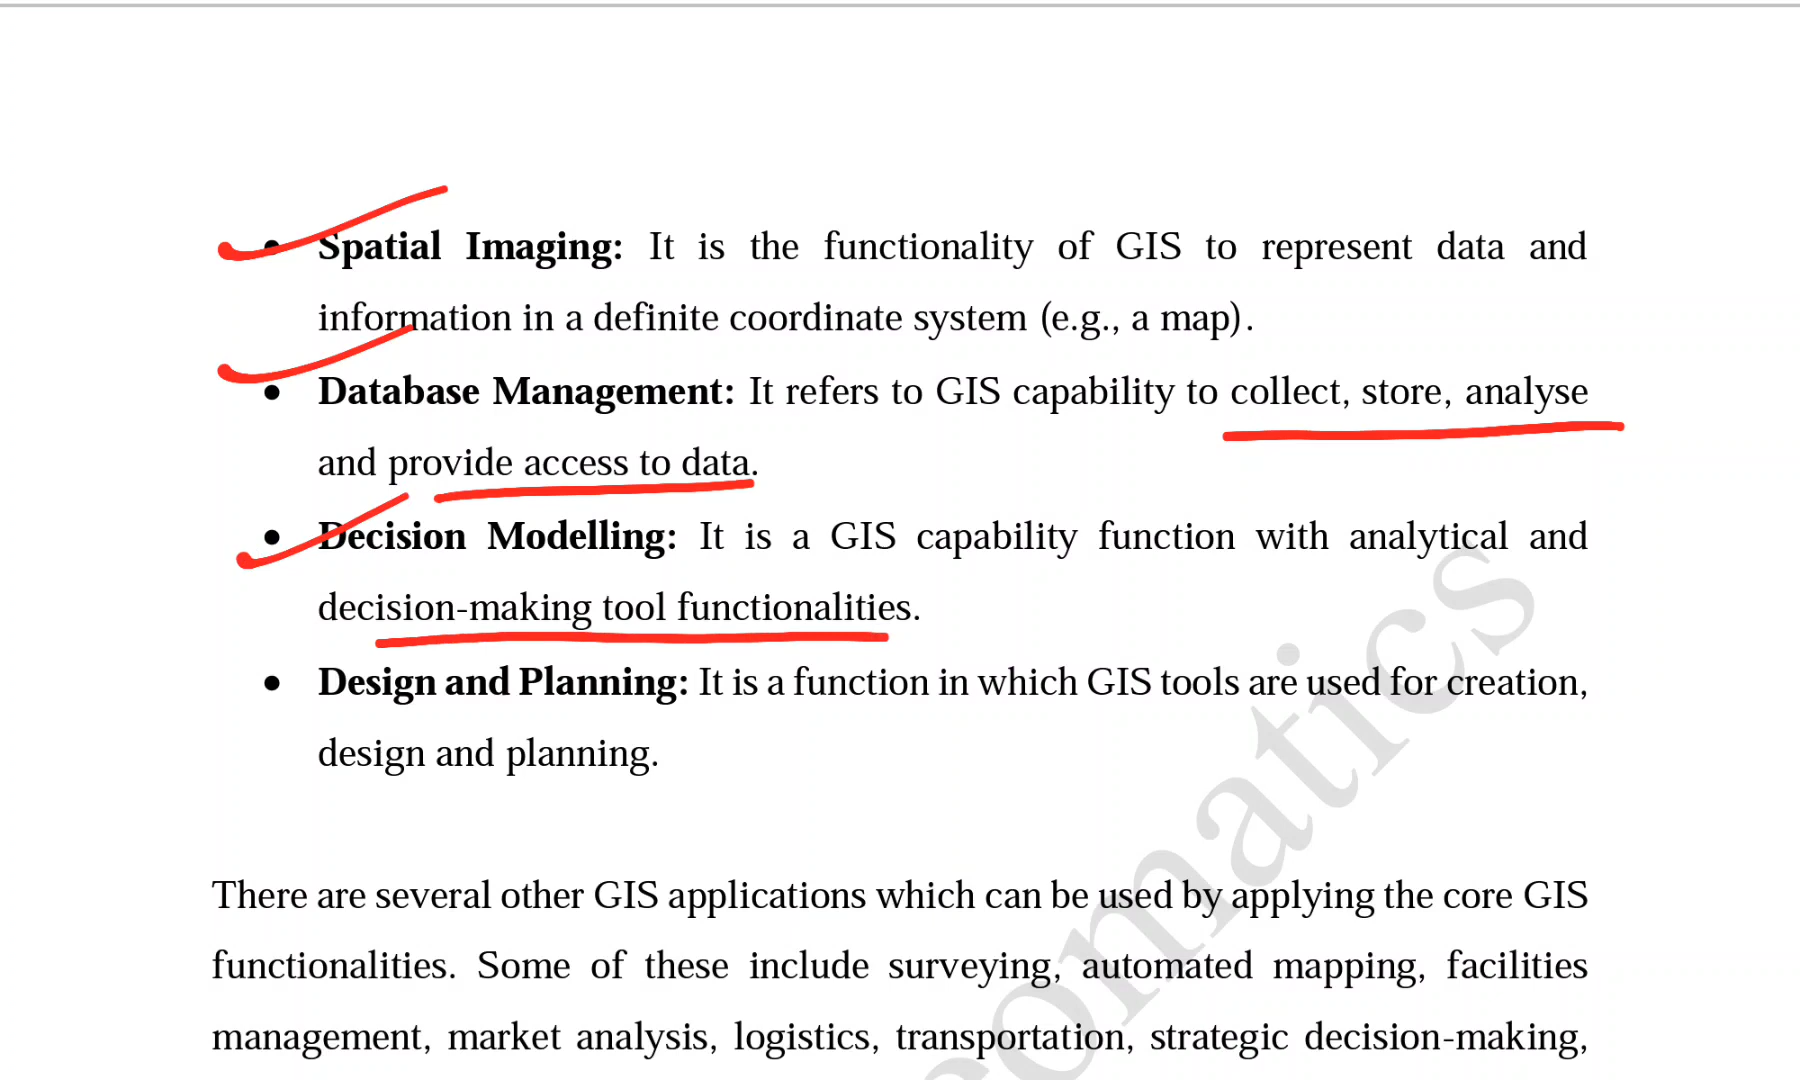 • Spatial Imaging: It is the functionality of GIS to represent data and
information in a definite coordinate system (e.g., a map).
• Database Management: It refers to GIS capability to collect, store, analyse
and provide access to data.
• Decision Modelling: It is a GIS capability function with analytical and
decision-making tool functionalities.
• Design and Planning: It is a function in which GIS tools are used for creation,
design and planning.
There are several other GIS applications which can be used by applying the core GIS
functionalities. Some of these include surveying, automated mapping, facilities
management, market analysis, logistics, transportation, strategic decision-making,
omatics